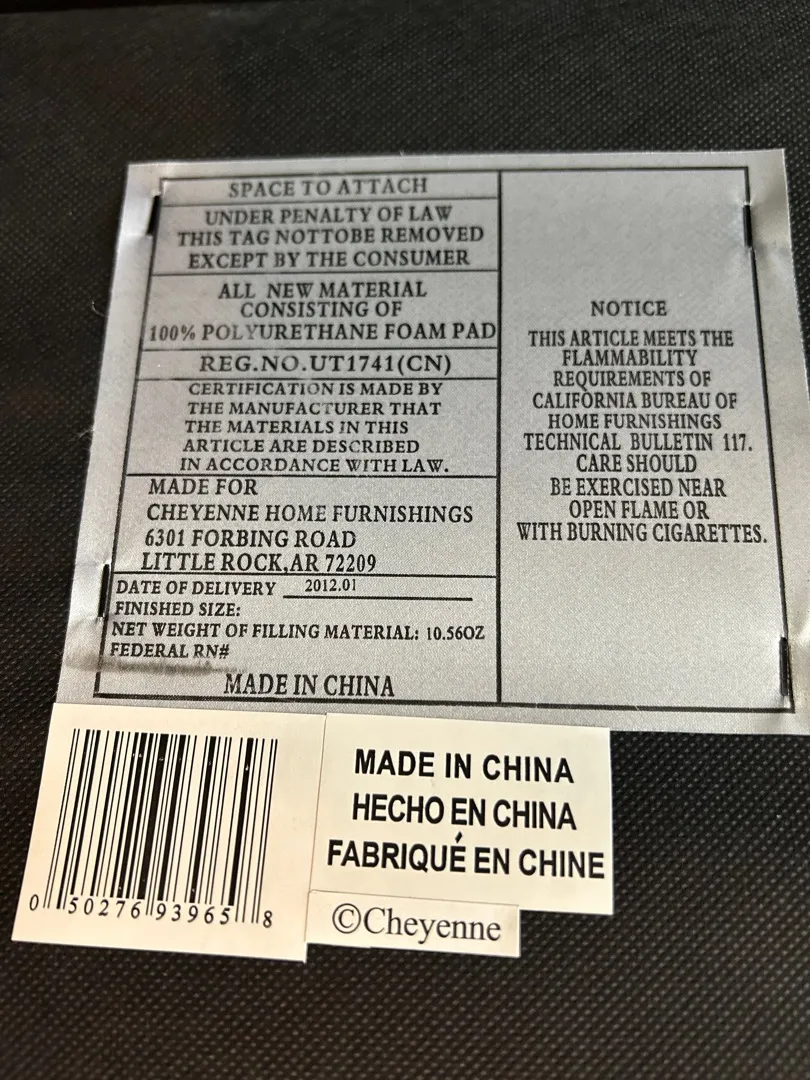 SPACE TO ATTACH
UNDER PENALTY OF LAW
THIS TAG NOTTOBE REMOVED
EXCEPT BY THE CONSUMER
ALL NEW MATERIAL
CONSISTING OF
100% POLYURETHANE FOAM PAD
REG.NO.UT1741(CN)
CERTIFICATION IS MADE BY
THE MANUFACTURER THAT
THE MATERIALS IN THIS
ARTICLE ARE DESCRIBED
IN ACCORDANCE WITH LAW.
MADE FOR
CHEYENNE HOME FURNISHINGS
6301 FORBING ROAD
LITTLE ROCK,AR 72209
DATE OF DELIVERY 2012.01
FINISHED SIZE:
NET WEIGHT OF FILLING MATERIAL: 10.56OZ
FEDERAL RN#
MADE IN CHINA
NOTICE
THIS ARTICLE MEETS THE
FLAMMABILITY
REQUIREMENTS OF
CALIFORNIA BUREAU OF
HOME FURNISHINGS
TECHNICAL BULLETIN 117.
CARE SHOULD
BE EXERCISED NEAR
OPEN FLAME OR
WITH BURNING CIGARETTES.
0 50276 93965 8
MADE IN CHINA
HECHO EN CHINA
FABRIQUÉ EN CHINE
©Cheyenne